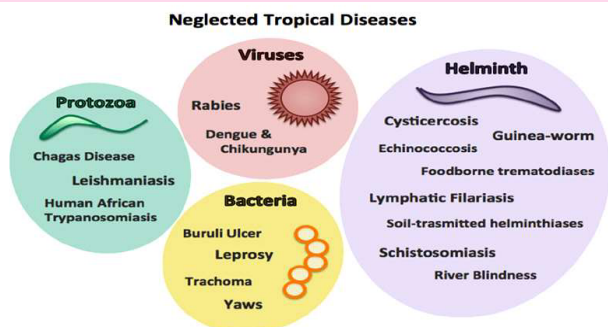 Neglected Tropical Diseases
Viruses
Rabies
Dengue &
Chikungunya
Protozoa
Chagas Disease
Leishmaniasis
Human African
Trypanosomiasis
Bacteria
Buruli Ulcer
Leprosy
Trachoma
Yaws
Helminth
Cysticercosis
Guinea-worm
Echinococcosis
Foodborne trematodiases
Lymphatic Filariasis
Soil-trasmitted helminthiases
Schistosomiasis
River Blindness